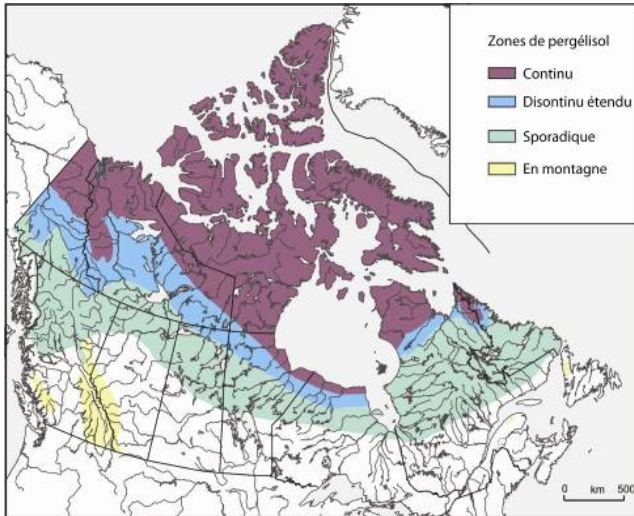 Zones de pergélisol
Continu
Disontinu étendu
Sporadique
En montagne
0 km 500